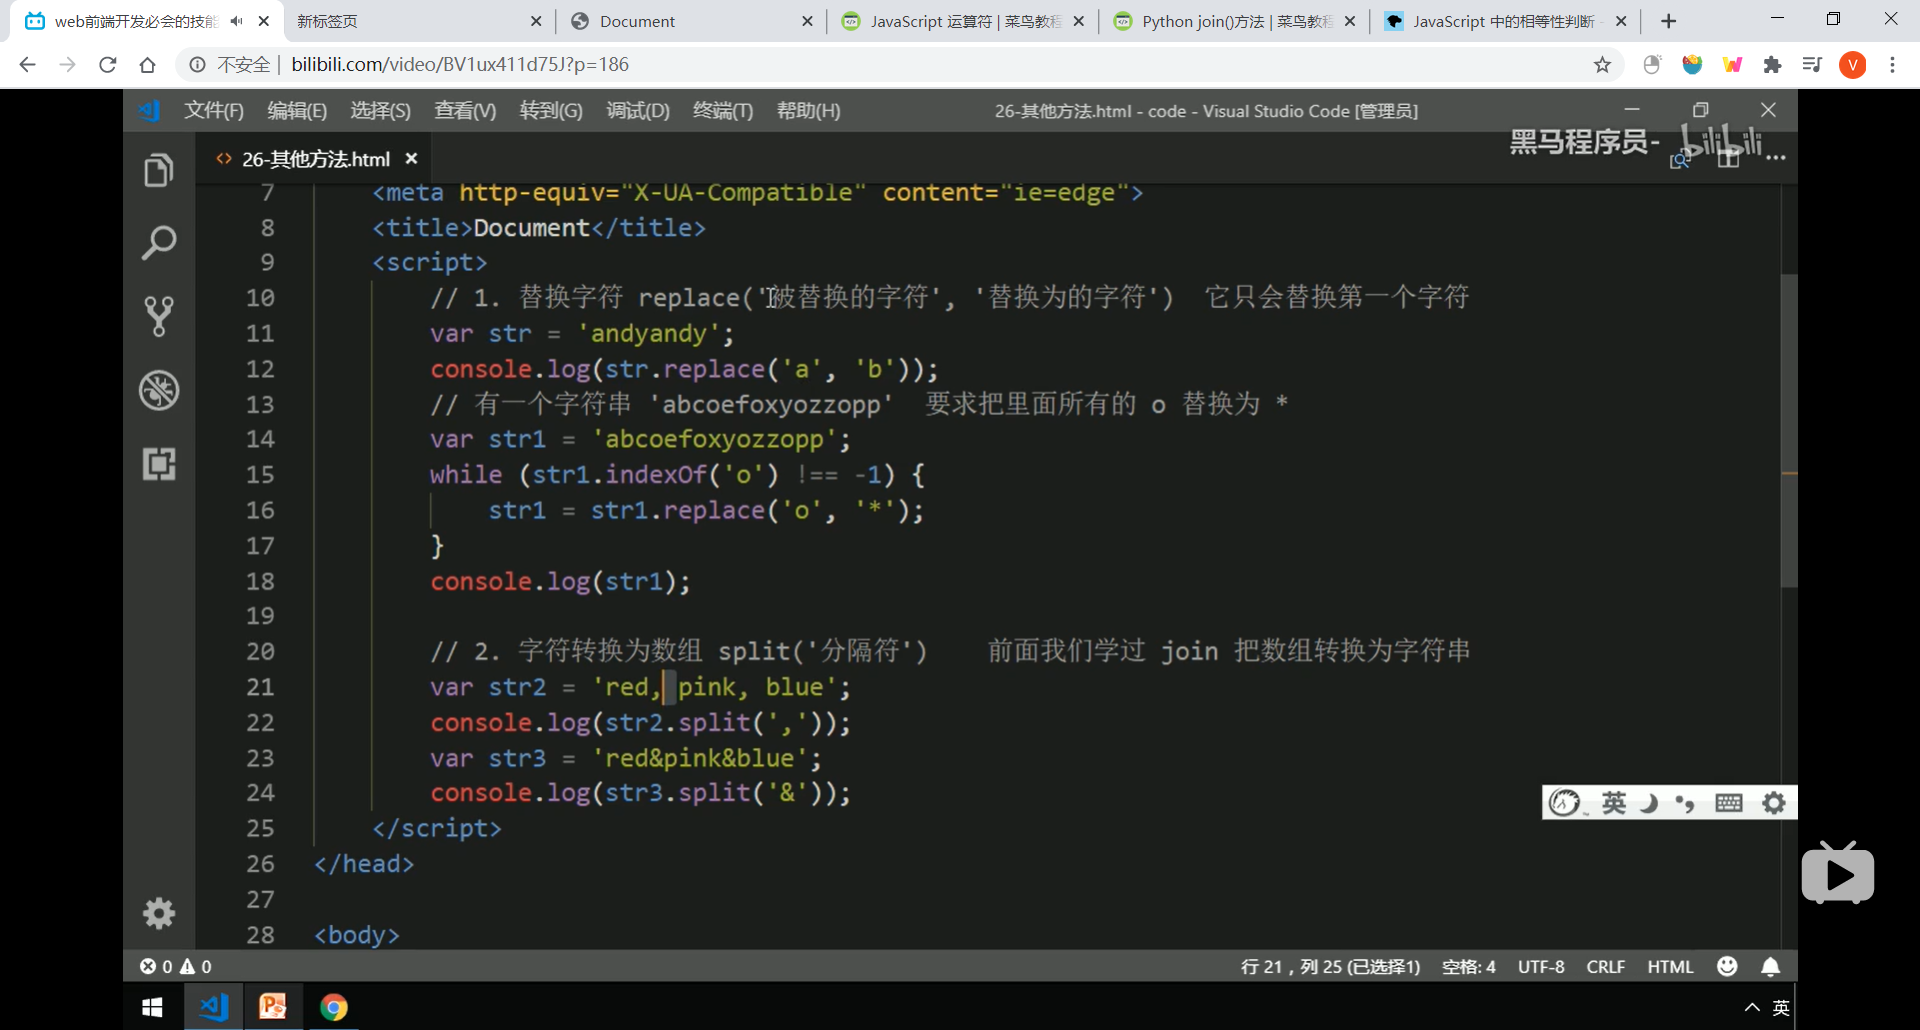 web前端开发必会的技能
新标签页
Document
JavaScript 运算符 | 菜鸟教程
Python join()方法 | 菜鸟教程
JavaScript 中的相等性判断 -
不安全 | bilibili.com/video/BV1ux411d75J?p=186
V
文件(F) 编辑(E) 选择(S) 查看(V) 转到(G) 调试(D) 终端(T) 帮助(H)
26-其他方法.html - code - Visual Studio Code [管理员]
26-其他方法.html
黑马程序员-
bilibili
7 <meta http-equiv="X-UA-Compatible" content="ie=edge">
8 <title>Document</title>
9 <script>
10 // 1. 替换字符 replace('被替换的字符', '替换为的字符') 它只会替换第一个字符
11 var str = 'andyandy';
12 console.log(str.replace('a', 'b'));
13 // 有一个字符串 'abcoefoxyozzopp' 要求把里面所有的 o 替换为 *
14 var str1 = 'abcoefoxyozzopp';
15 while (str1.indexOf('o') !== -1) {
16 str1 = str1.replace('o', '*');
17 }
18 console.log(str1);
19
20 // 2. 字符转换为数组 split('分隔符') 前面我们学过 join 把数组转换为字符串
21 var str2 = 'red, pink, blue';
22 console.log(str2.split(','));
23 var str3 = 'red&pink&blue';
24 console.log(str3.split('&'));
25 </script>
26 </head>
27
28 <body>
英
0 0
行 21，列 25 (已选择1) 空格: 4 UTF-8 CRLF HTML
英